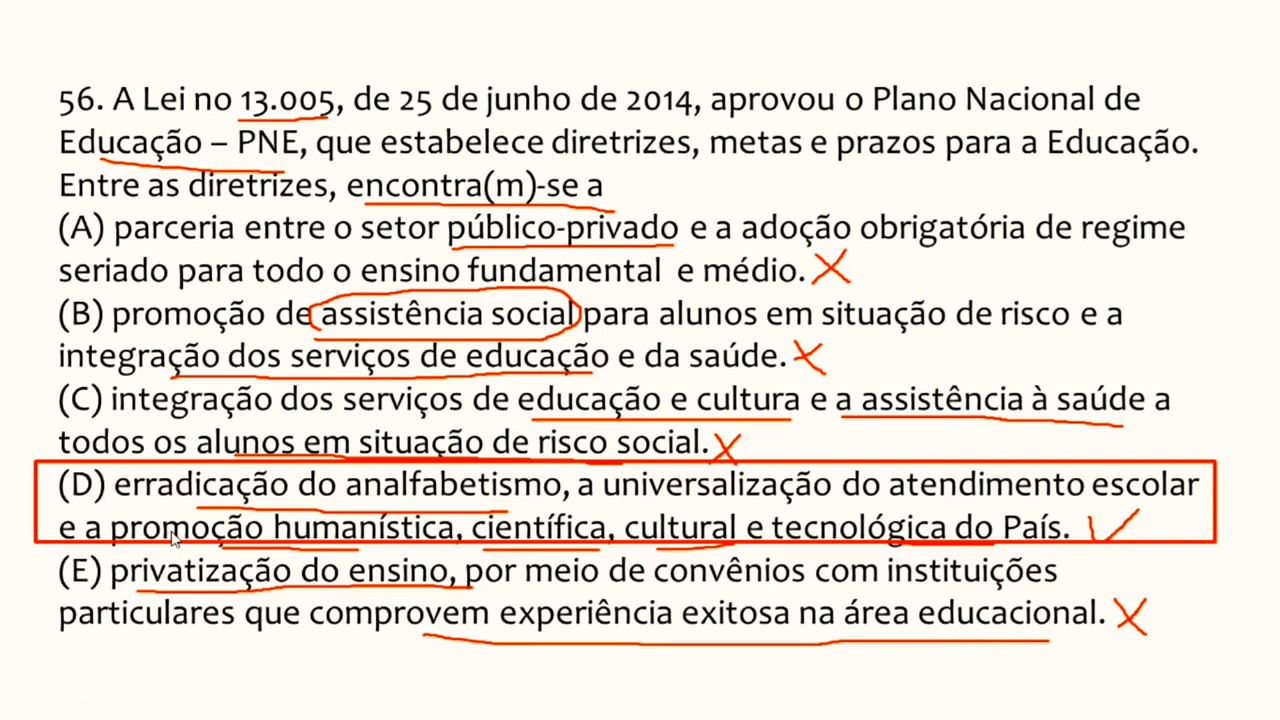 56. A Lei no 13.005, de 25 de junho de 2014, aprovou o Plano Nacional de
Educação – PNE, que estabelece diretrizes, metas e prazos para a Educação.
Entre as diretrizes, encontra(m)-se a
(A) parceria entre o setor público-privado e a adoção obrigatória de regime
seriado para todo o ensino fundamental e médio.
(B) promoção de assistência social para alunos em situação de risco e a
integração dos serviços de educação e da saúde.
(C) integração dos serviços de educação e cultura e a assistência à saúde a
todos os alunos em situação de risco social.
(D) erradicação do analfabetismo, a universalização do atendimento escolar
e a promoção humanística, científica, cultural e tecnológica do País.
(E) privatização do ensino, por meio de convênios com instituições
particulares que comprovem experiência exitosa na área educacional.